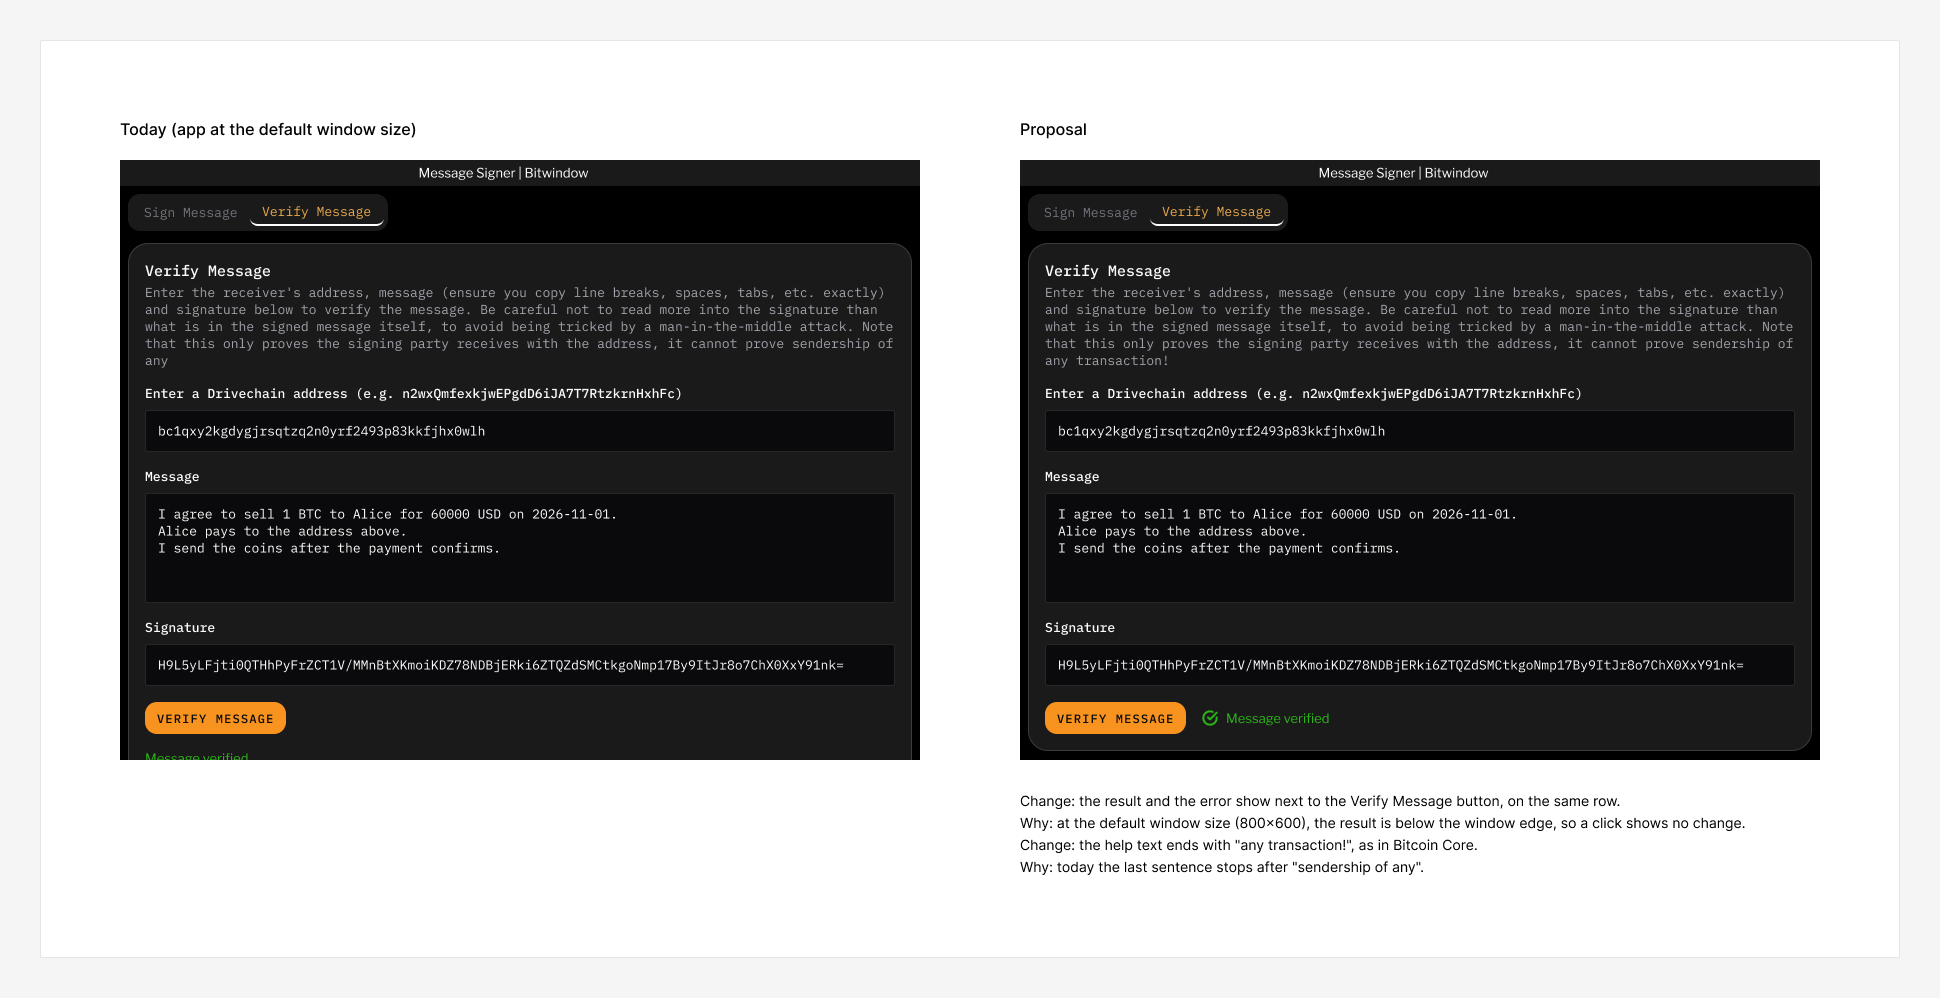 Today (app at the default window size)
Message Signer | Bitwindow
Sign Message
Verify Message
Verify Message
Enter the receiver's address, message (ensure you copy line breaks, spaces, tabs, etc. exactly)
and signature below to verify the message. Be careful not to read more into the signature than
what is in the signed message itself, to avoid being tricked by a man-in-the-middle attack. Note
that this only proves the signing party receives with the address, it cannot prove sendership of
any
Enter a Drivechain address (e.g. n2wxQmfexkjwEPgdD6iJA7T7RtzkrnHxhFc)
bc1qxy2kgdygjrsqtzq2n0yrf2493p83kkfjhx0wlh
Message
I agree to sell 1 BTC to Alice for 60000 USD on 2026-11-01.
Alice pays to the address above.
I send the coins after the payment confirms.
Signature
H9L5yLFjti0QTHhPyFrZCT1V/MMnBtXKmoiKDZ78NDBjERki6ZTQZdSMCtkgoNmp17By9ItJr8o7ChX0XxY91nk=
VERIFY MESSAGE
Message verified
Proposal
Message Signer | Bitwindow
Sign Message
Verify Message
Verify Message
Enter the receiver's address, message (ensure you copy line breaks, spaces, tabs, etc. exactly)
and signature below to verify the message. Be careful not to read more into the signature than
what is in the signed message itself, to avoid being tricked by a man-in-the-middle attack. Note
that this only proves the signing party receives with the address, it cannot prove sendership of
any transaction!
Enter a Drivechain address (e.g. n2wxQmfexkjwEPgdD6iJA7T7RtzkrnHxhFc)
bc1qxy2kgdygjrsqtzq2n0yrf2493p83kkfjhx0wlh
Message
I agree to sell 1 BTC to Alice for 60000 USD on 2026-11-01.
Alice pays to the address above.
I send the coins after the payment confirms.
Signature
H9L5yLFjti0QTHhPyFrZCT1V/MMnBtXKmoiKDZ78NDBjERki6ZTQZdSMCtkgoNmp17By9ItJr8o7ChX0XxY91nk=
VERIFY MESSAGE
Message verified
Change: the result and the error show next to the Verify Message button, on the same row.
Why: at the default window size (800×600), the result is below the window edge, so a click shows no change.
Change: the help text ends with "any transaction!", as in Bitcoin Core.
Why: today the last sentence stops after "sendership of any".